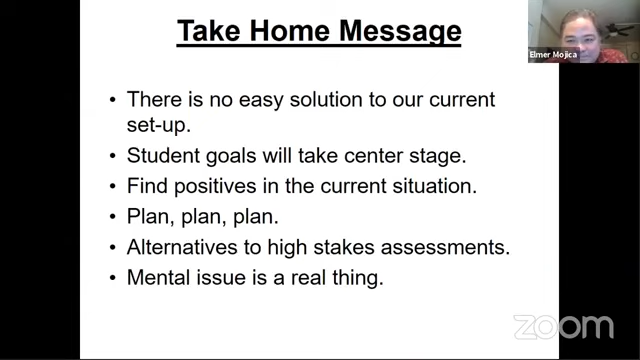 Take Home Message
Elmer Mojica
• There is no easy solution to our current
set-up.
• Student goals will take center stage.
• Find positives in the current situation.
• Plan, plan, plan.
• Alternatives to high stakes assessments.
• Mental issue is a real thing.
zoom